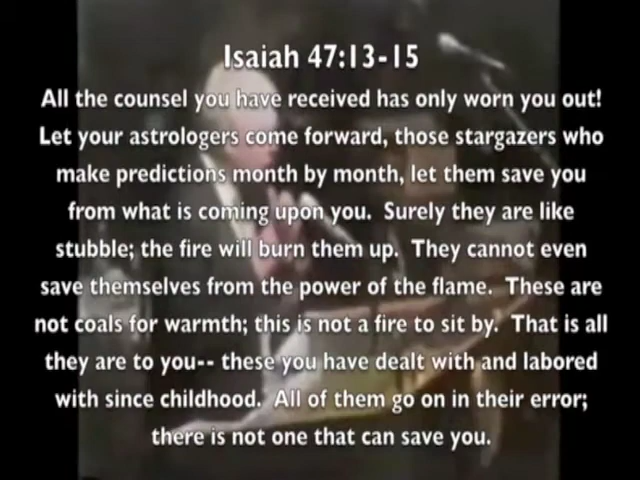 Isaiah 47:13-15
All the counsel you have received has only worn you out!
Let your astrologers come forward, those stargazers who
make predictions month by month, let them save you
from what is coming upon you. Surely they are like
stubble; the fire will burn them up. They cannot even
save themselves from the power of the flame. These are
not coals for warmth; this is not a fire to sit by. That is all
they are to you-- these you have dealt with and labored
with since childhood. All of them go on in their error;
there is not one that can save you.